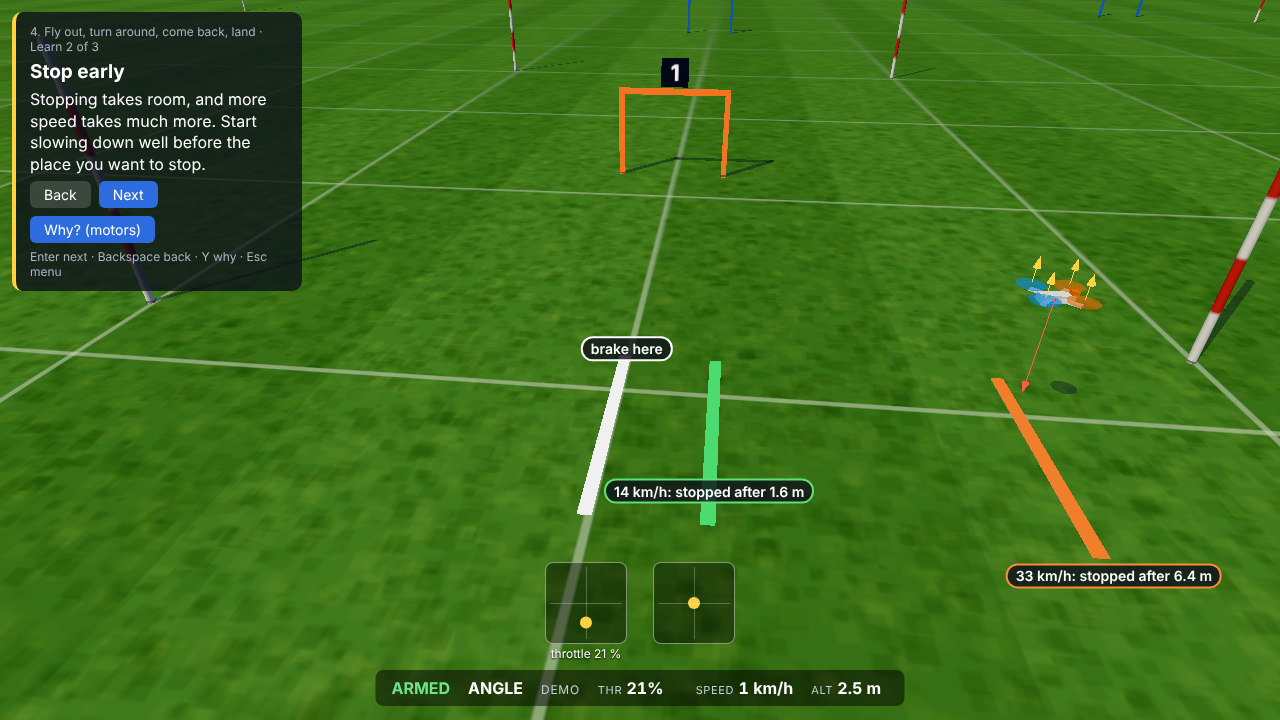 4. Fly out, turn around, come back, land ·
Learn 2 of 3
Stop early
Stopping takes room, and more
speed takes much more. Start
slowing down well before the
place you want to stop.
Back Next
Why? (motors)
Enter next · Backspace back · Y why · Esc
menu
1
brake here
14 km/h: stopped after 1.6 m
33 km/h: stopped after 6.4 m
throttle 21 %
ARMED ANGLE DEMO THR 21% SPEED 1 km/h ALT 2.5 m